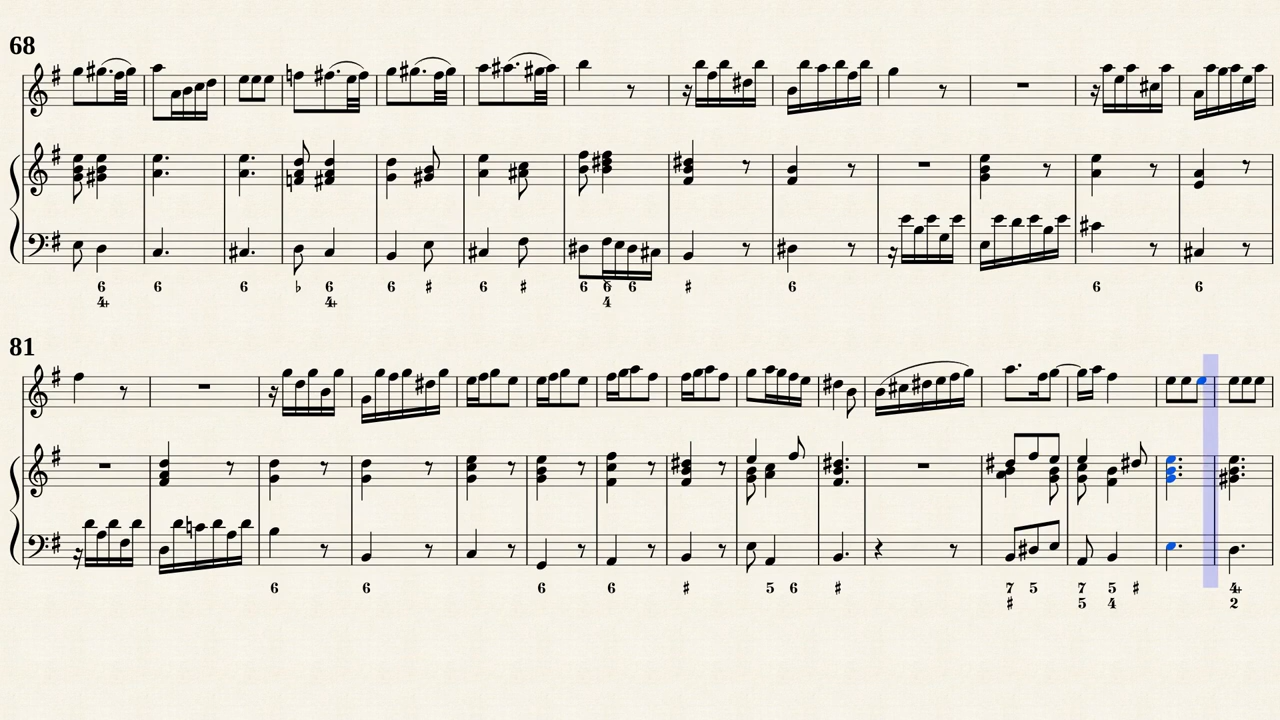 68
6 6 6 ♭ 6 6 ♯ 6 ♯ 6 6 6 ♯ 6 6 6
4+ 4+ 4
81
6 6 6 6 ♯ 5 6 ♯ 7 5 7 5 ♯ 4+
♯ 5 4 2